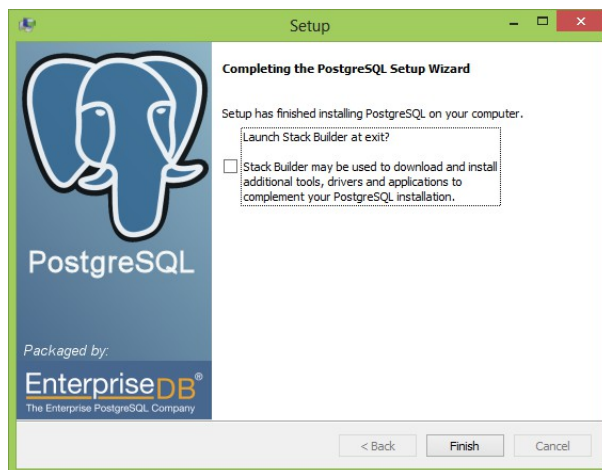 Setup
Completing the PostgreSQL Setup Wizard
Setup has finished installing PostgreSQL on your computer.
Launch Stack Builder at exit?
Stack Builder may be used to download and install
additional tools, drivers and applications to
complement your PostgreSQL installation.
PostgreSQL
Packaged by:
EnterpriseDB®
The Enterprise PostgreSQL Company
< Back
Finish
Cancel